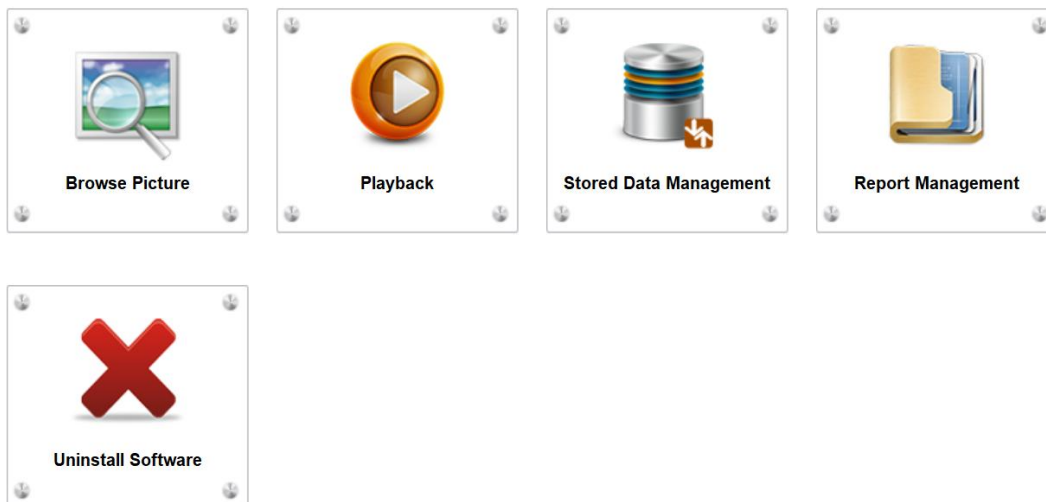 Browse Picture
Playback
Stored Data Management
Report Management
Uninstall Software